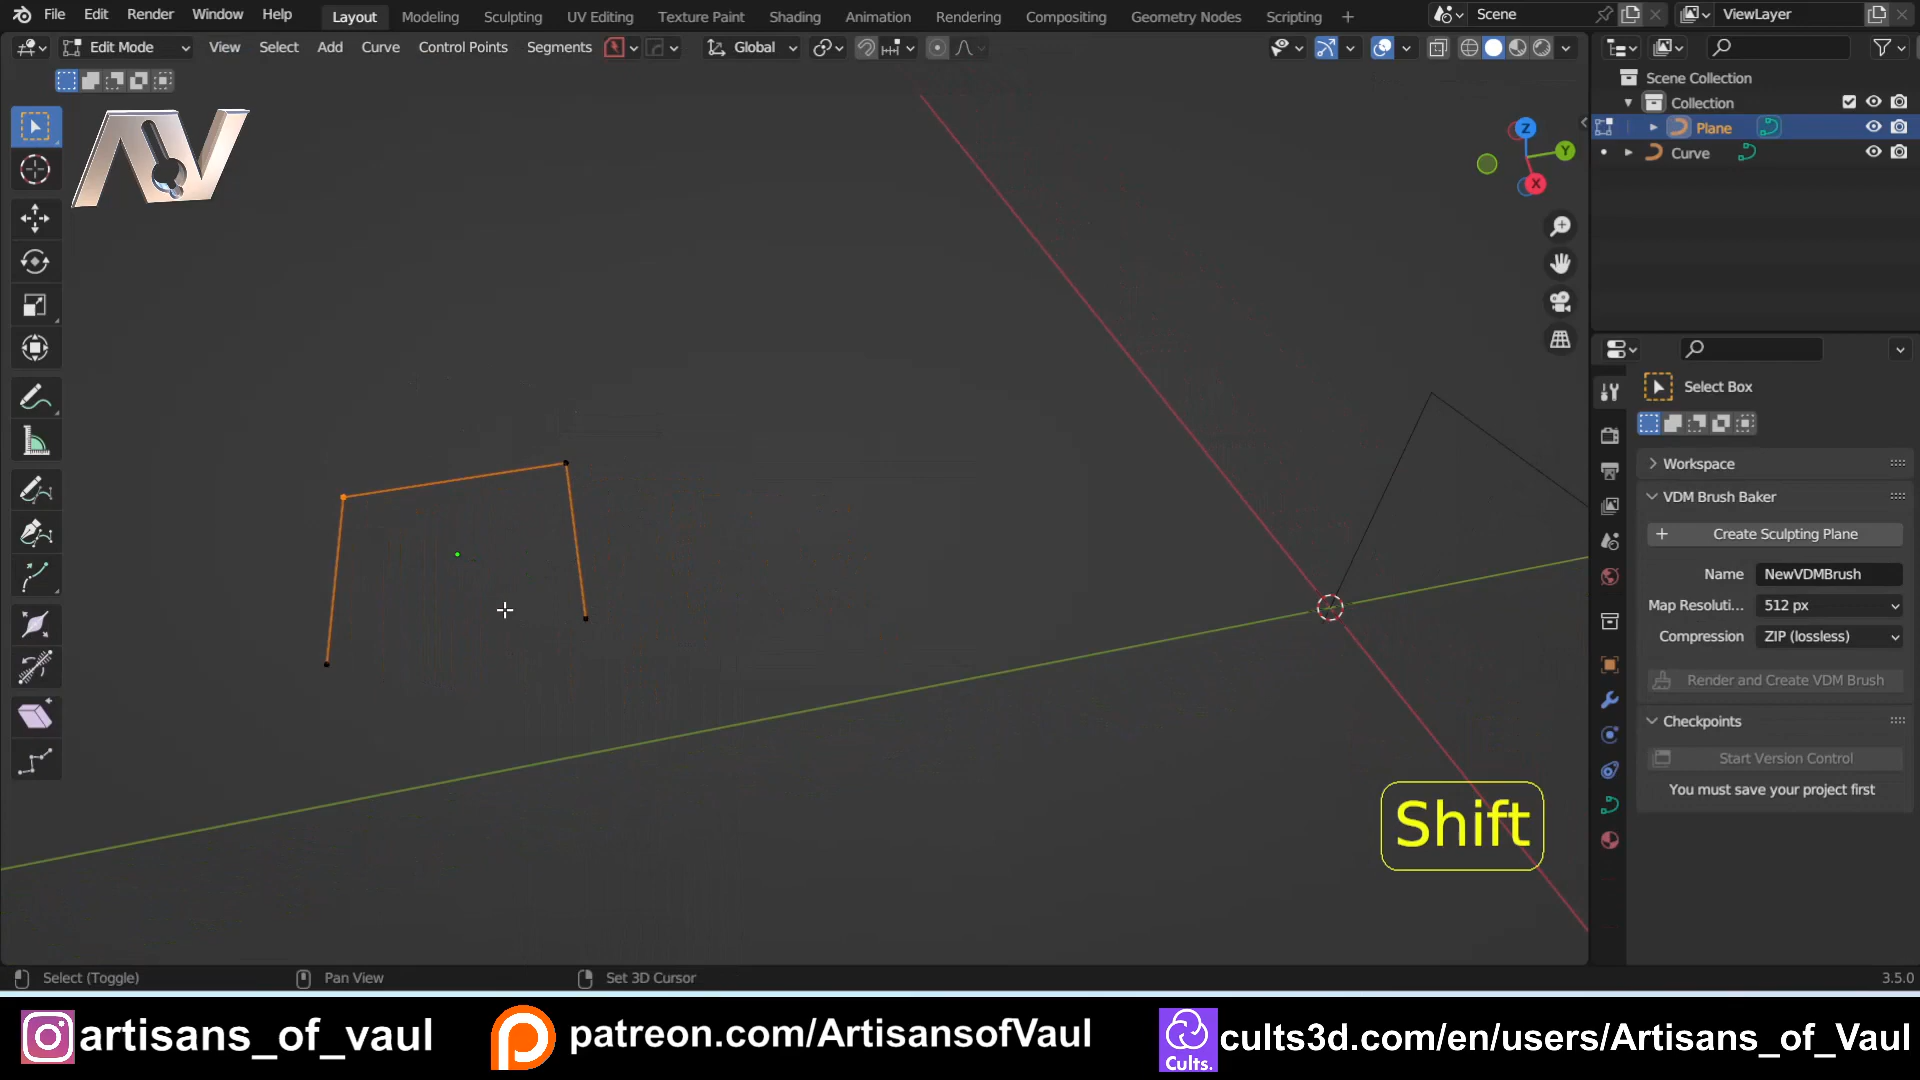 File Edit Render Window Help Layout Modeling Sculpting UV Editing Texture Paint Shading Animation Rendering Compositing Geometry Nodes Scripting + Scene ViewLayer
Edit Mode View Select Add Curve Control Points Segments Global
Scene Collection
Collection
Plane
Curve
AV
Z
Y
X
Select Box
Workspace
VDM Brush Baker
Create Sculpting Plane
Name NewVDMBrush
Map Resoluti... 512 px
Compression ZIP (lossless)
Render and Create VDM Brush
Checkpoints
Start Version Control
You must save your project first
Shift
Select (Toggle) Pan View Set 3D Cursor 3.5.0
artisans_of_vaul patreon.com/ArtisansofVaul Cults. cults3d.com/en/users/Artisans_of_Vaul